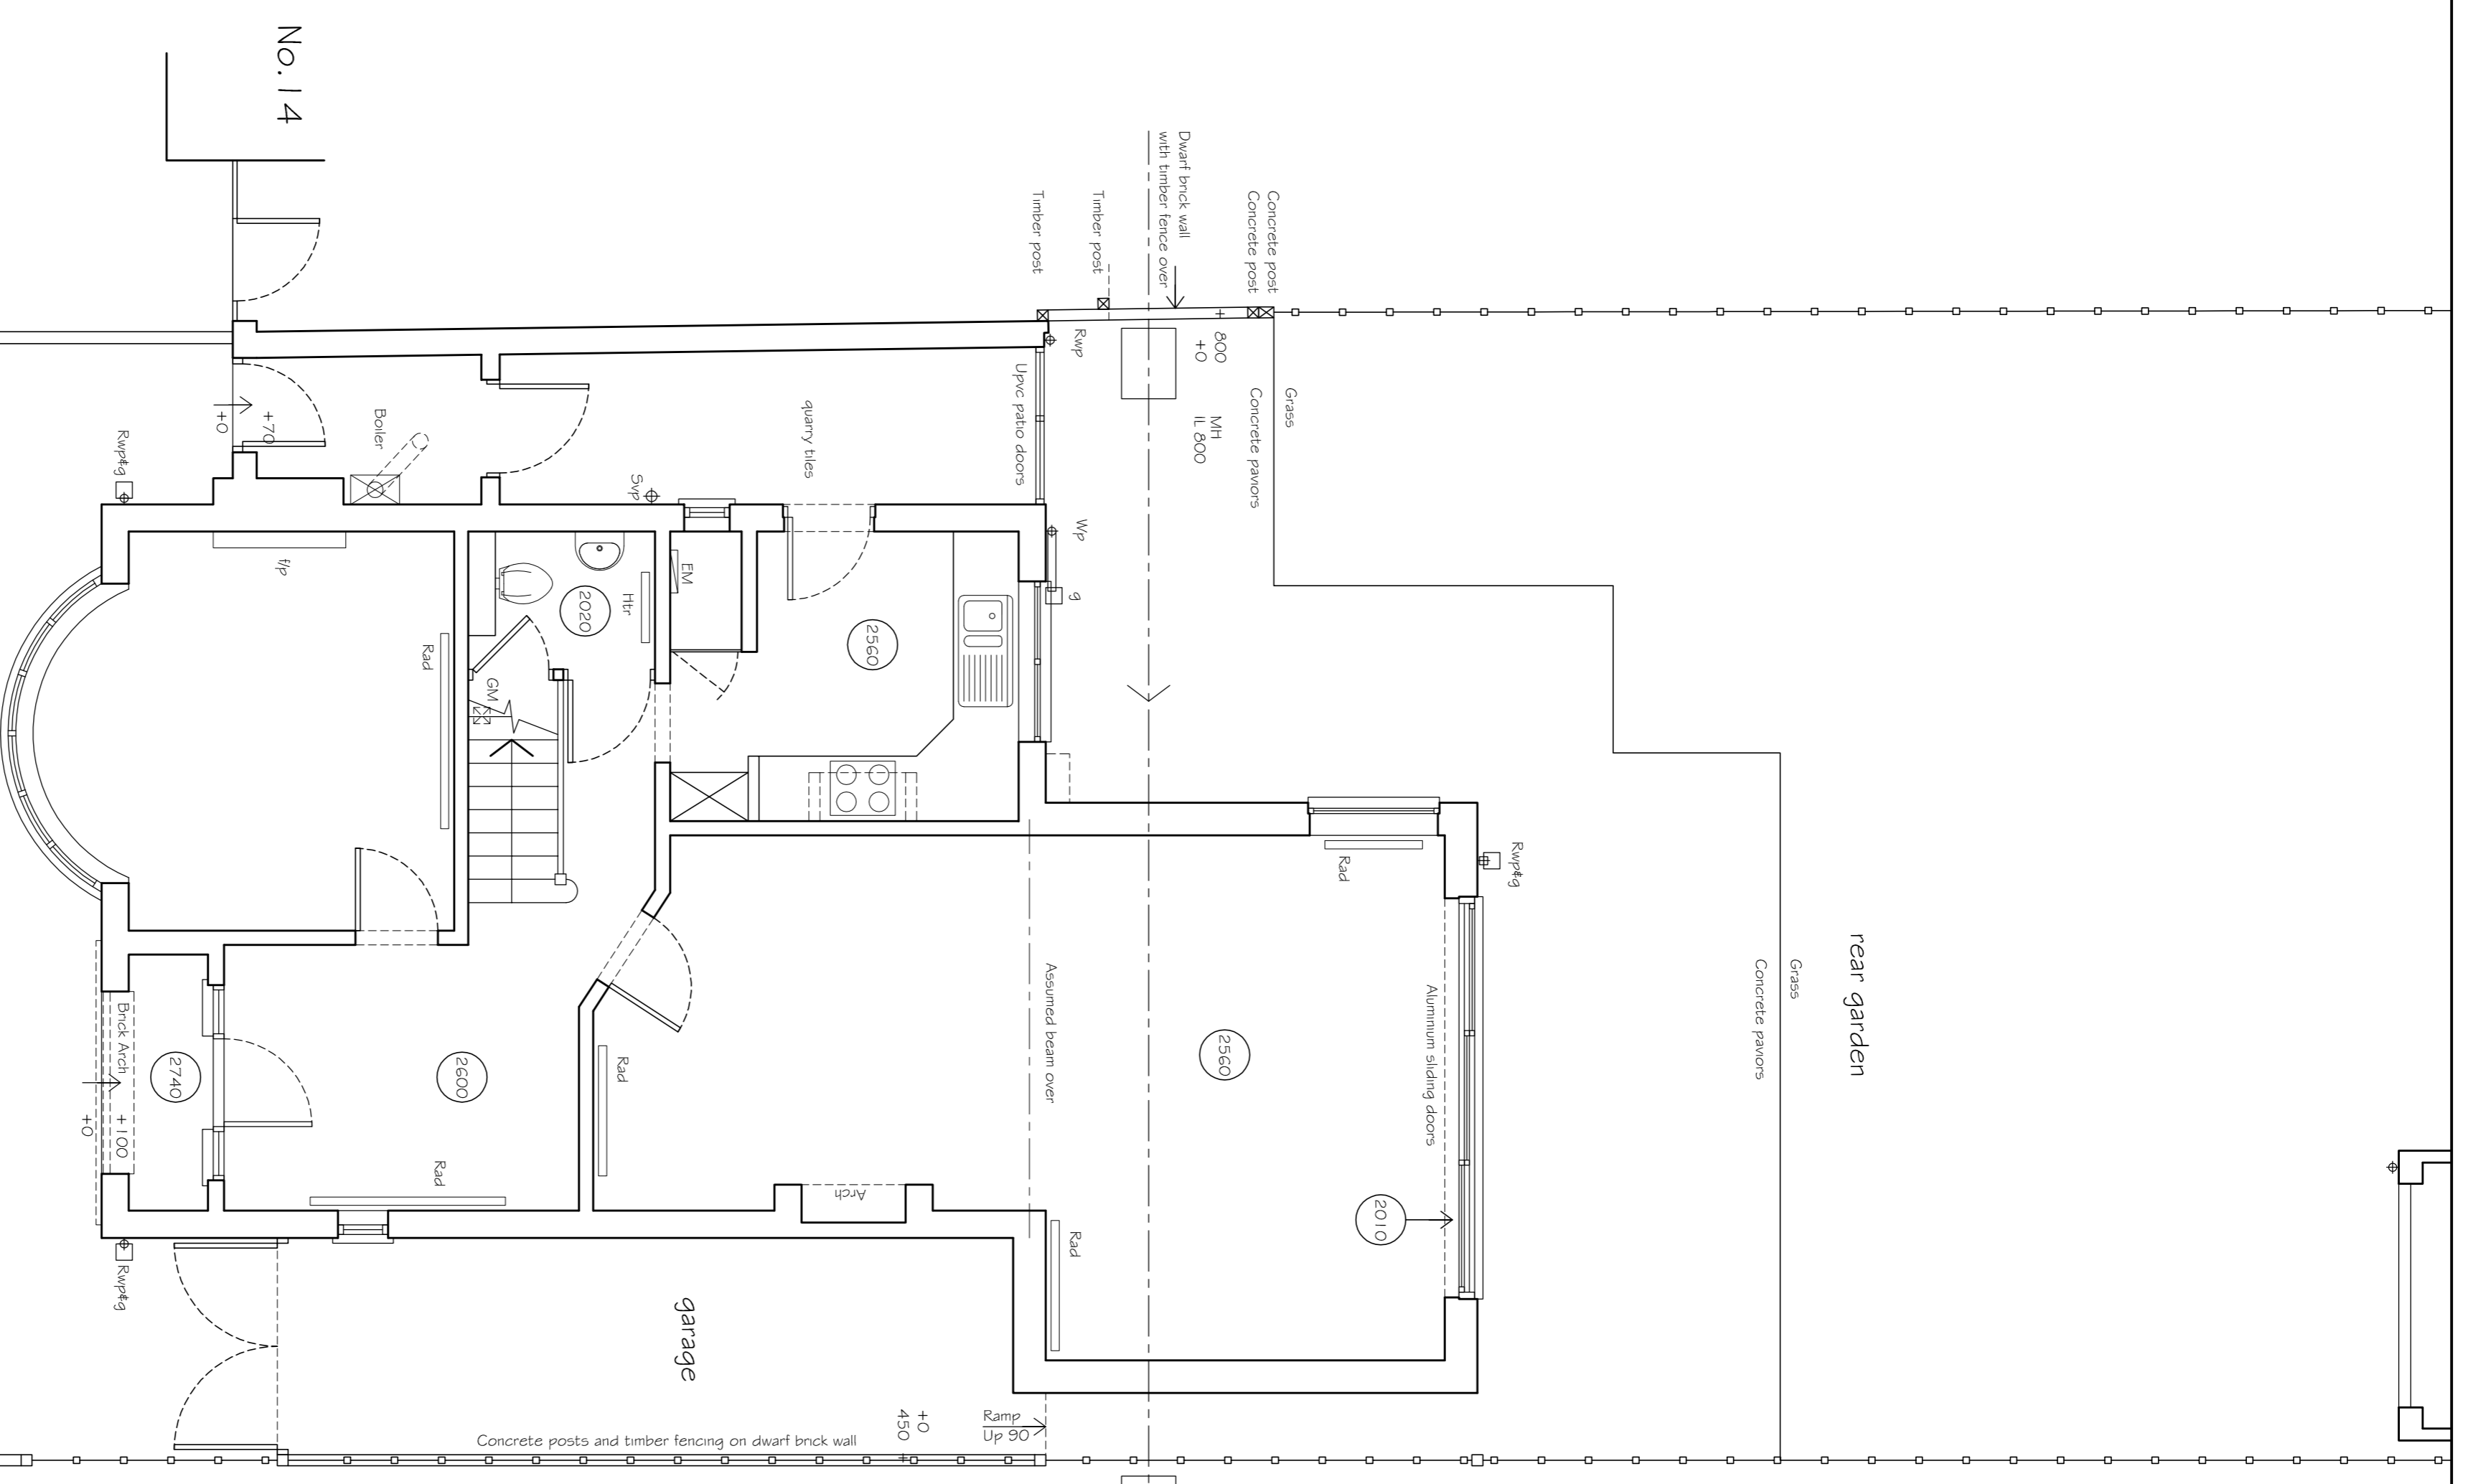 No. 14
Dwarf brick wall
with timber fence over
Timber post
Timber post
Concrete post
Concrete post
Rwp
800
+0
MH
IL 800
Grass
Concrete paviors
Upvc patio doors
quarry tiles
Boiler
+70
+0
Rwp&g
Svp
Wp
g
f/p
EM
Htr
2020
2560
Rad
GM
Rad
Rwp&g
rear garden
Grass
Concrete paviors
Assumed beam over
Aluminium sliding doors
2560
2010
Brick Arch
2740
2600
+100
+0
Rad
Rad
Arch
Rad
Rwp&g
garage
+0
450
Ramp
Up 90
Concrete posts and timber fencing on dwarf brick wall